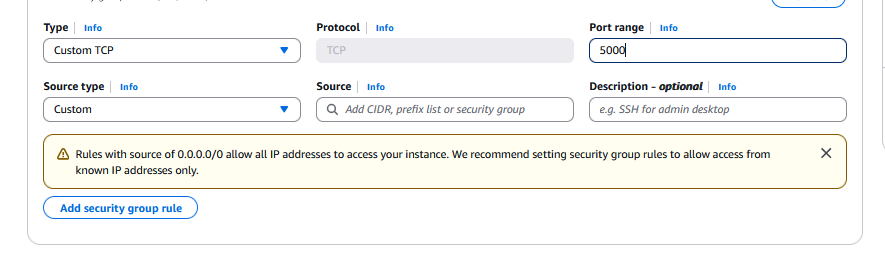 Type Info Protocol Info Port range Info
Custom TCP TCP 5000
Source type Info Source Info Description - optional Info
Custom Add CIDR, prefix list or security group e.g. SSH for admin desktop
Rules with source of 0.0.0.0/0 allow all IP addresses to access your instance. We recommend setting security group rules to allow access from
known IP addresses only.
Add security group rule